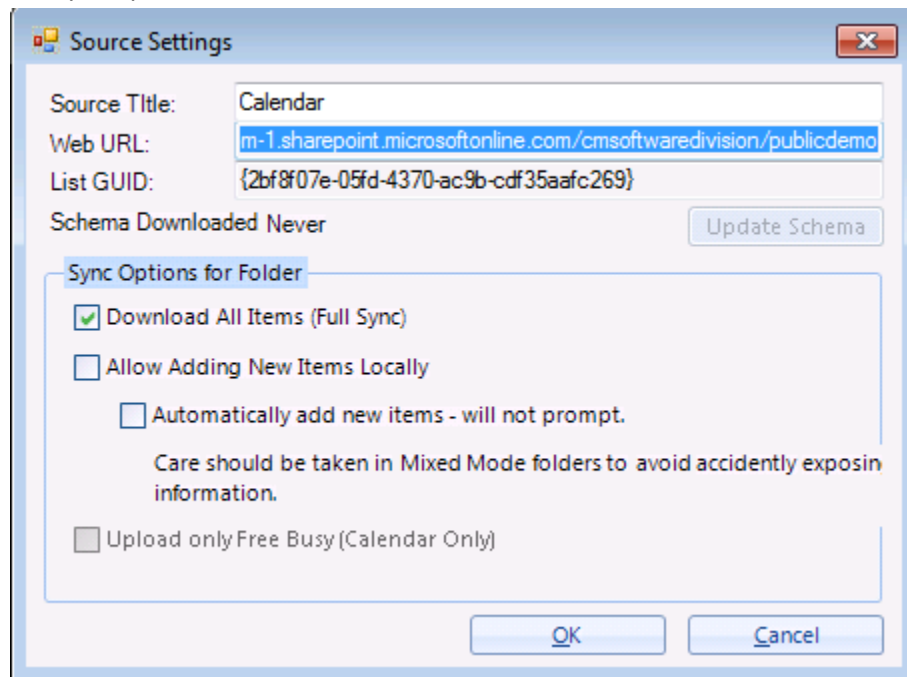 Source Settings
Source TItle: Calendar
Web URL: m-1.sharepoint.microsoftonline.com/cmsoftwaredivision/publicdemo
List GUID: {2bf8f07e-05fd-4370-ac9b-cdf35aafc269}
Schema Downloaded Never Update Schema
Sync Options for Folder
Download All Items (Full Sync)
Allow Adding New Items Locally
Automatically add new items - will not prompt.
Care should be taken in Mixed Mode folders to avoid accidently exposin
information.
Upload only Free Busy (Calendar Only)
OK Cancel